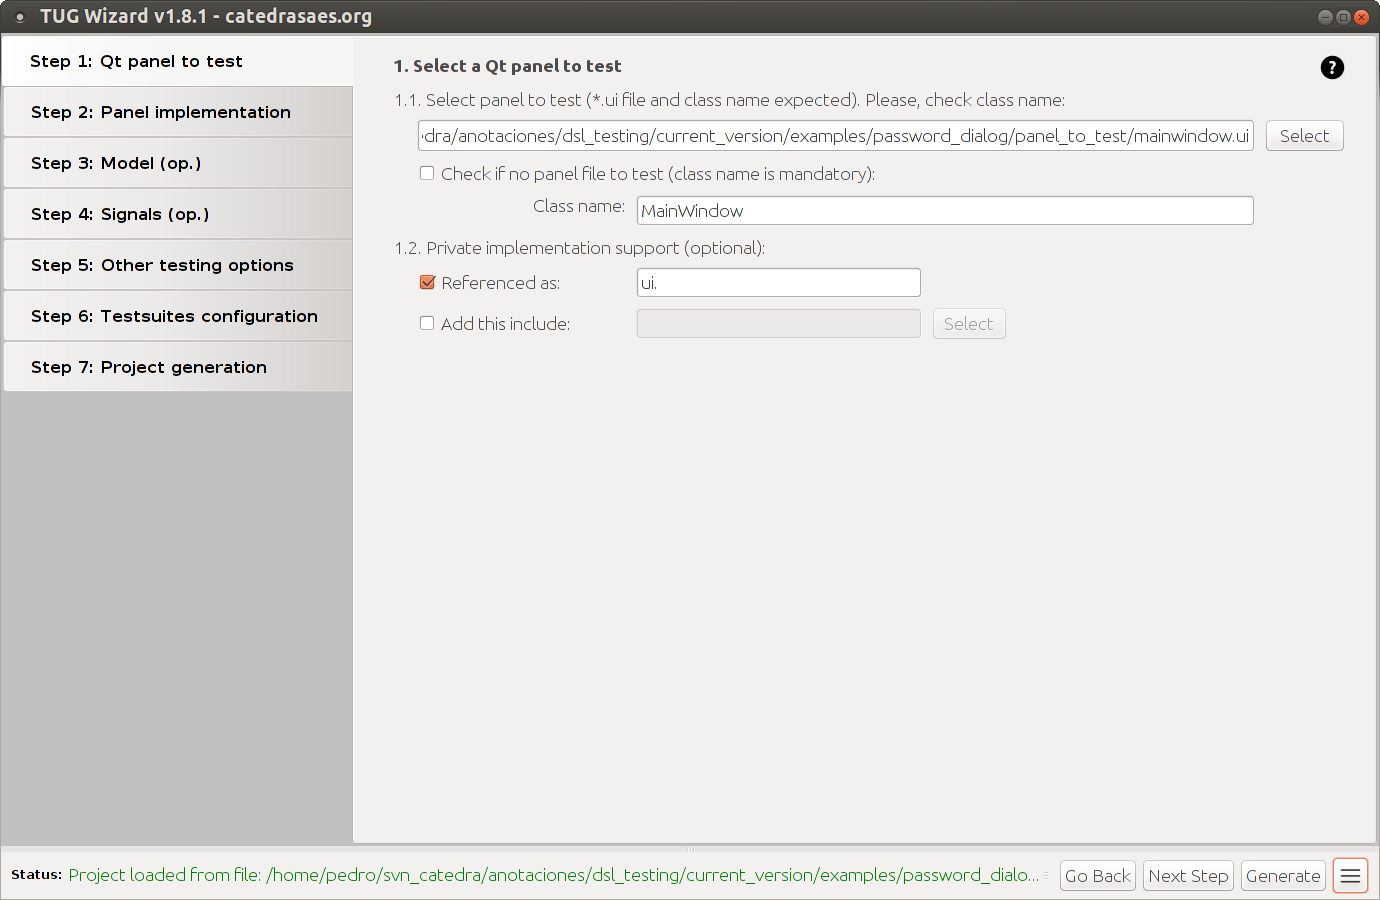 TUG Wizard v1.8.1 - catedrasaes.org
Step 1: Qt panel to test
Step 2: Panel implementation
Step 3: Model (op.)
Step 4: Signals (op.)
Step 5: Other testing options
Step 6: Testsuites configuration
Step 7: Project generation
1. Select a Qt panel to test
?
1.1. Select panel to test (*.ui file and class name expected). Please, check class name:
dra/anotaciones/dsl_testing/current_version/examples/password_dialog/panel_to_test/mainwindow.ui
Select
Check if no panel file to test (class name is mandatory):
Class name: MainWindow
1.2. Private implementation support (optional):
Referenced as: ui.
Add this include: Select
Status: Project loaded from file: /home/pedro/svn_catedra/anotaciones/dsl_testing/current_version/examples/password_dialo...
Go Back Next Step Generate